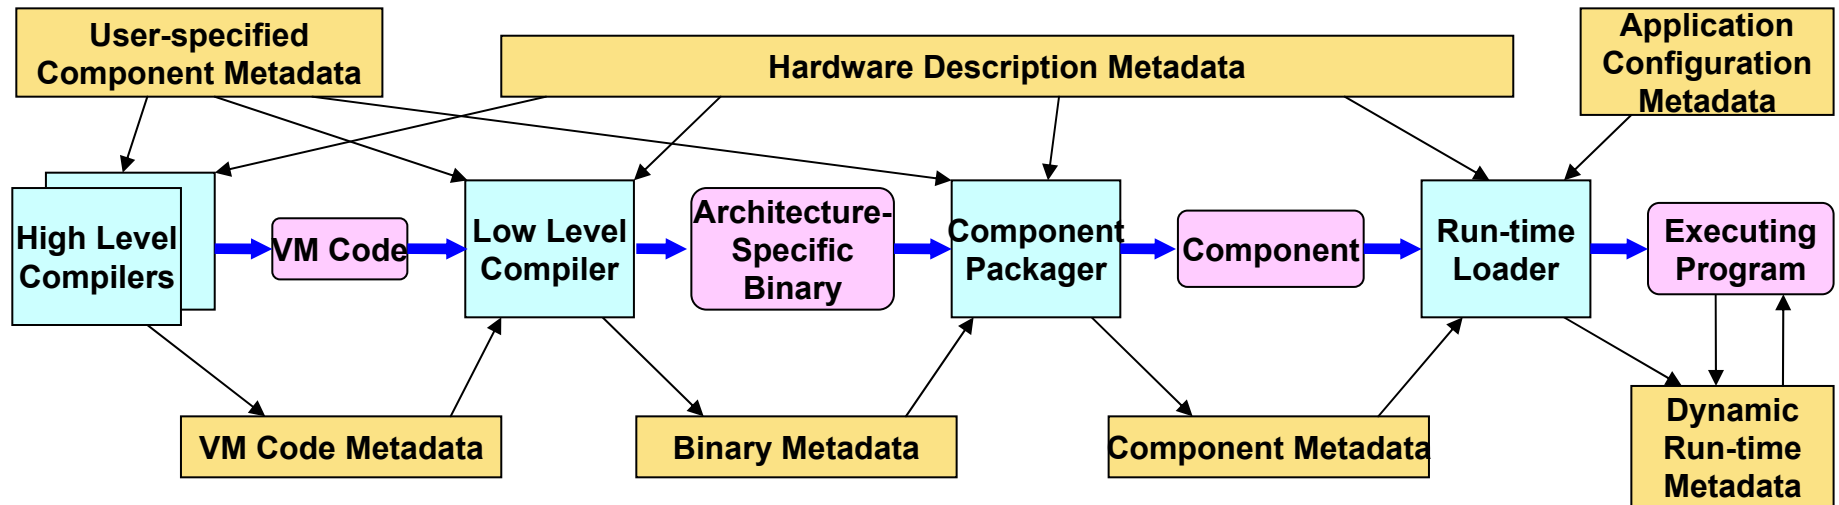 User-specified
Component Metadata
Hardware Description Metadata
Application
Configuration
Metadata
High Level
Compilers
VM Code
Low Level
Compiler
Architecture-
Specific
Binary
Component
Packager
Component
Run-time
Loader
Executing
Program
VM Code Metadata
Binary Metadata
Component Metadata
Dynamic
Run-time
Metadata